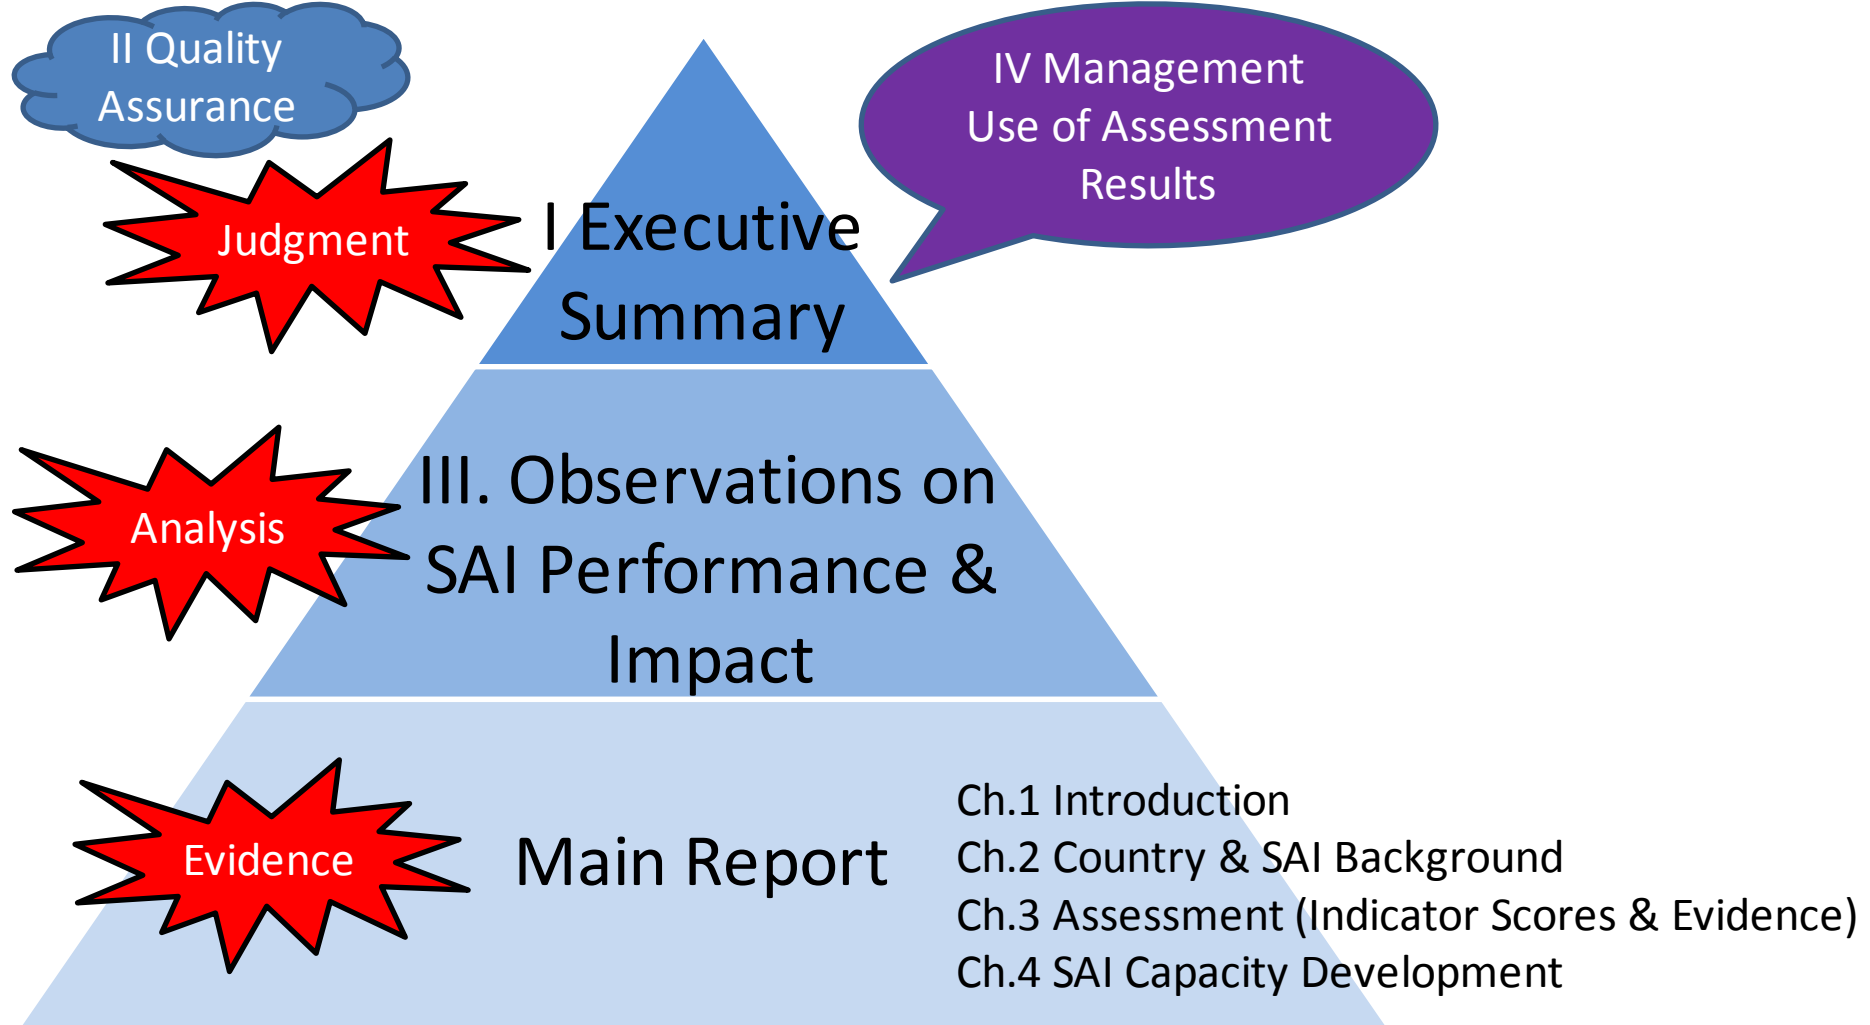 II Quality
Assurance
IV Management
Use of Assessment
Results
Judgment
I Executive
Summary
Analysis
III. Observations on
SAI Performance &
Impact
Evidence
Main Report
Ch.1 Introduction
Ch.2 Country & SAI Background
Ch.3 Assessment (Indicator Scores & Evidence)
Ch.4 SAI Capacity Development